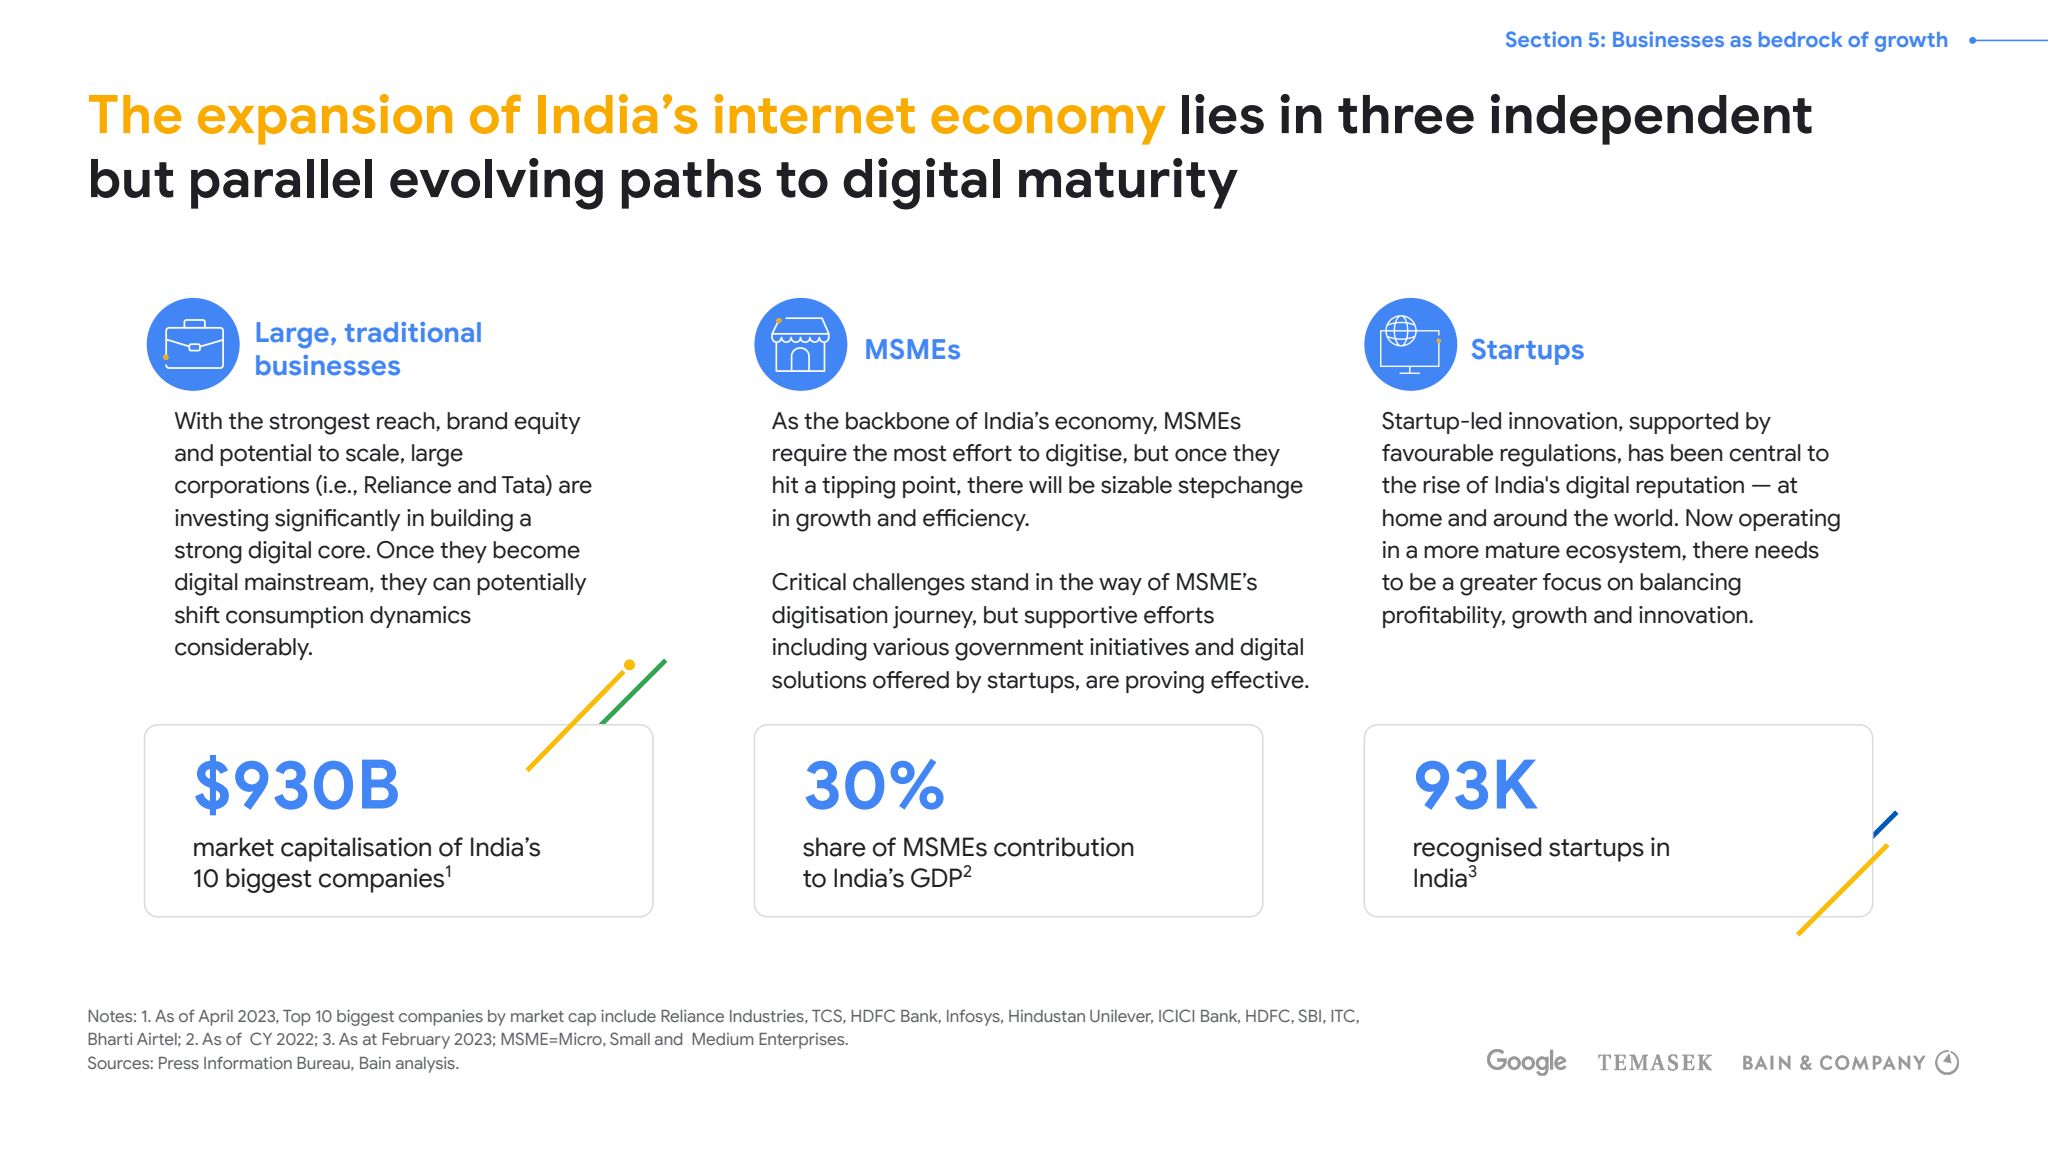 Section 5: Businesses as bedrock of growth
The expansion of India’s internet economy lies in three independent
but parallel evolving paths to digital maturity
Large, traditional
businesses
With the strongest reach, brand equity
and potential to scale, large
corporations (i.e., Reliance and Tata) are
investing significantly in building a
strong digital core. Once they become
digital mainstream, they can potentially
shift consumption dynamics
considerably.
$930B
market capitalisation of India’s
10 biggest companies¹
MSMEs
As the backbone of India’s economy, MSMEs
require the most effort to digitise, but once they
hit a tipping point, there will be sizable stepchange
in growth and efficiency.
Critical challenges stand in the way of MSME’s
digitisation journey, but supportive efforts
including various government initiatives and digital
solutions offered by startups, are proving effective.
30%
share of MSMEs contribution
to India’s GDP²
Startups
Startup-led innovation, supported by
favourable regulations, has been central to
the rise of India's digital reputation — at
home and around the world. Now operating
in a more mature ecosystem, there needs
to be a greater focus on balancing
profitability, growth and innovation.
93K
recognised startups in
India³
Notes: 1. As of April 2023, Top 10 biggest companies by market cap include Reliance Industries, TCS, HDFC Bank, Infosys, Hindustan Unilever, ICICI Bank, HDFC, SBI, ITC,
Bharti Airtel; 2. As of CY 2022; 3. As at February 2023; MSME=Micro, Small and Medium Enterprises.
Sources: Press Information Bureau, Bain analysis.
Google TEMASEK BAIN & COMPANY